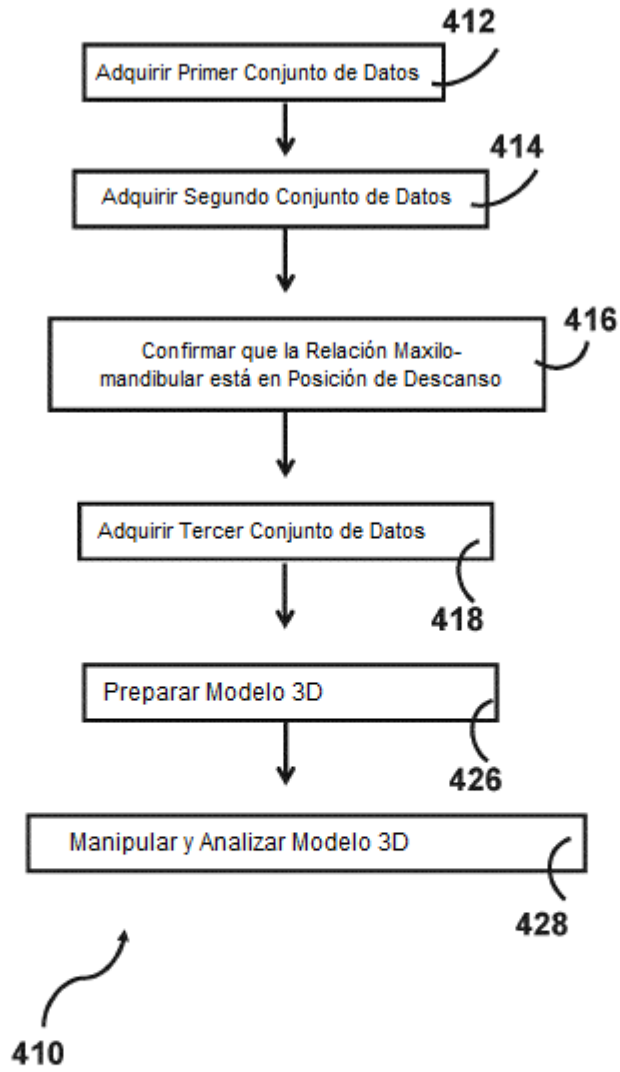 412
Adquirir Primer Conjunto de Datos
414
Adquirir Segundo Conjunto de Datos
416
Confirmar que la Relación Maxilo-
mandibular está en Posición de Descanso
Adquirir Tercer Conjunto de Datos
418
Preparar Modelo 3D
426
Manipular y Analizar Modelo 3D
428
410